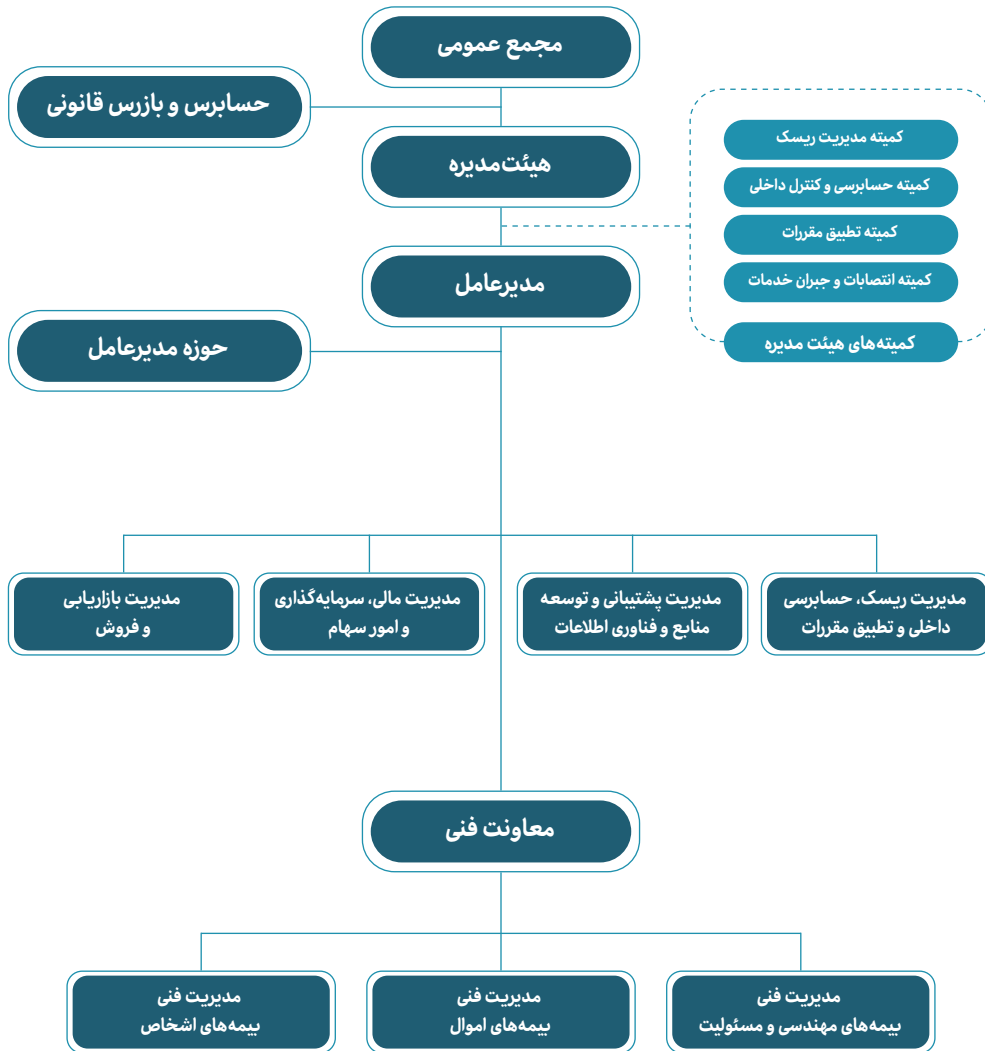 مجمع عمومی
حسابرس و بازرس قانونی
هیئت‌مدیره
کمیته مدیریت ریسک
کمیته حسابرسی و کنترل داخلی
کمیته تطبیق مقررات
کمیته انتصابات و جبران خدمات
کمیته‌های هیئت مدیره
مدیرعامل
حوزه مدیرعامل
مدیریت ریسک، حسابرسی
داخلی و تطبیق مقررات
مدیریت پشتیبانی و توسعه
منابع و فناوری اطلاعات
مدیریت مالی، سرمایه‌گذاری
و امور سهام
مدیریت بازاریابی
و فروش
معاونت فنی
مدیریت فنی
بیمه‌های مهندسی و مسئولیت
مدیریت فنی
بیمه‌های اموال
مدیریت فنی
بیمه‌های اشخاص